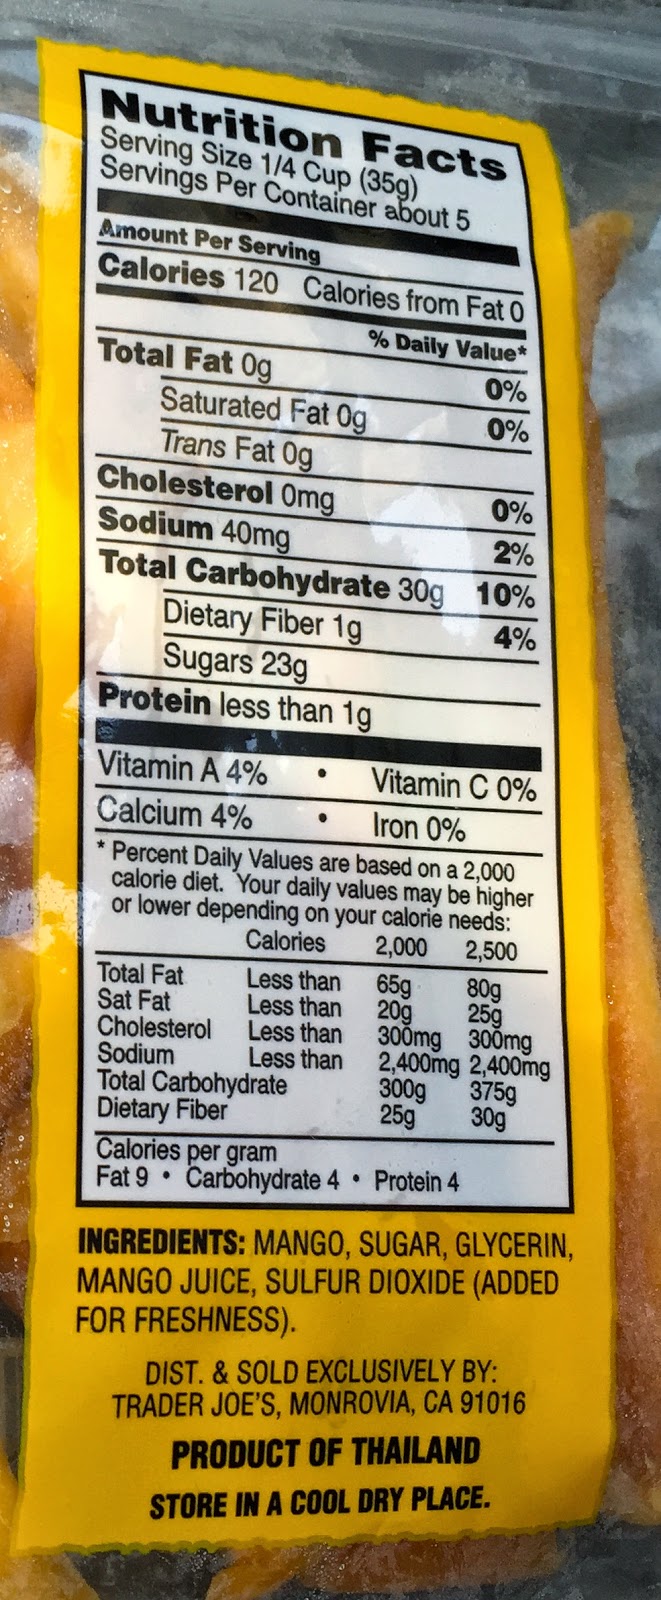 Nutrition Facts
Serving Size 1/4 Cup (35g)
Servings Per Container about 5
Amount Per Serving
Calories 120 Calories from Fat 0
% Daily Value*
Total Fat 0g 0%
Saturated Fat 0g 0%
Trans Fat 0g
Cholesterol 0mg 0%
Sodium 40mg 2%
Total Carbohydrate 30g 10%
Dietary Fiber 1g 4%
Sugars 23g
Protein less than 1g
Vitamin A 4% • Vitamin C 0%
Calcium 4% • Iron 0%
* Percent Daily Values are based on a 2,000
calorie diet. Your daily values may be higher
or lower depending on your calorie needs:
Calories 2,000 2,500
Total Fat Less than 65g 80g
Sat Fat Less than 20g 25g
Cholesterol Less than 300mg 300mg
Sodium Less than 2,400mg 2,400mg
Total Carbohydrate 300g 375g
Dietary Fiber 25g 30g
Calories per gram
Fat 9 • Carbohydrate 4 • Protein 4
INGREDIENTS: MANGO, SUGAR, GLYCERIN,
MANGO JUICE, SULFUR DIOXIDE (ADDED
FOR FRESHNESS).
DIST. & SOLD EXCLUSIVELY BY:
TRADER JOE'S, MONROVIA, CA 91016
PRODUCT OF THAILAND
STORE IN A COOL DRY PLACE.